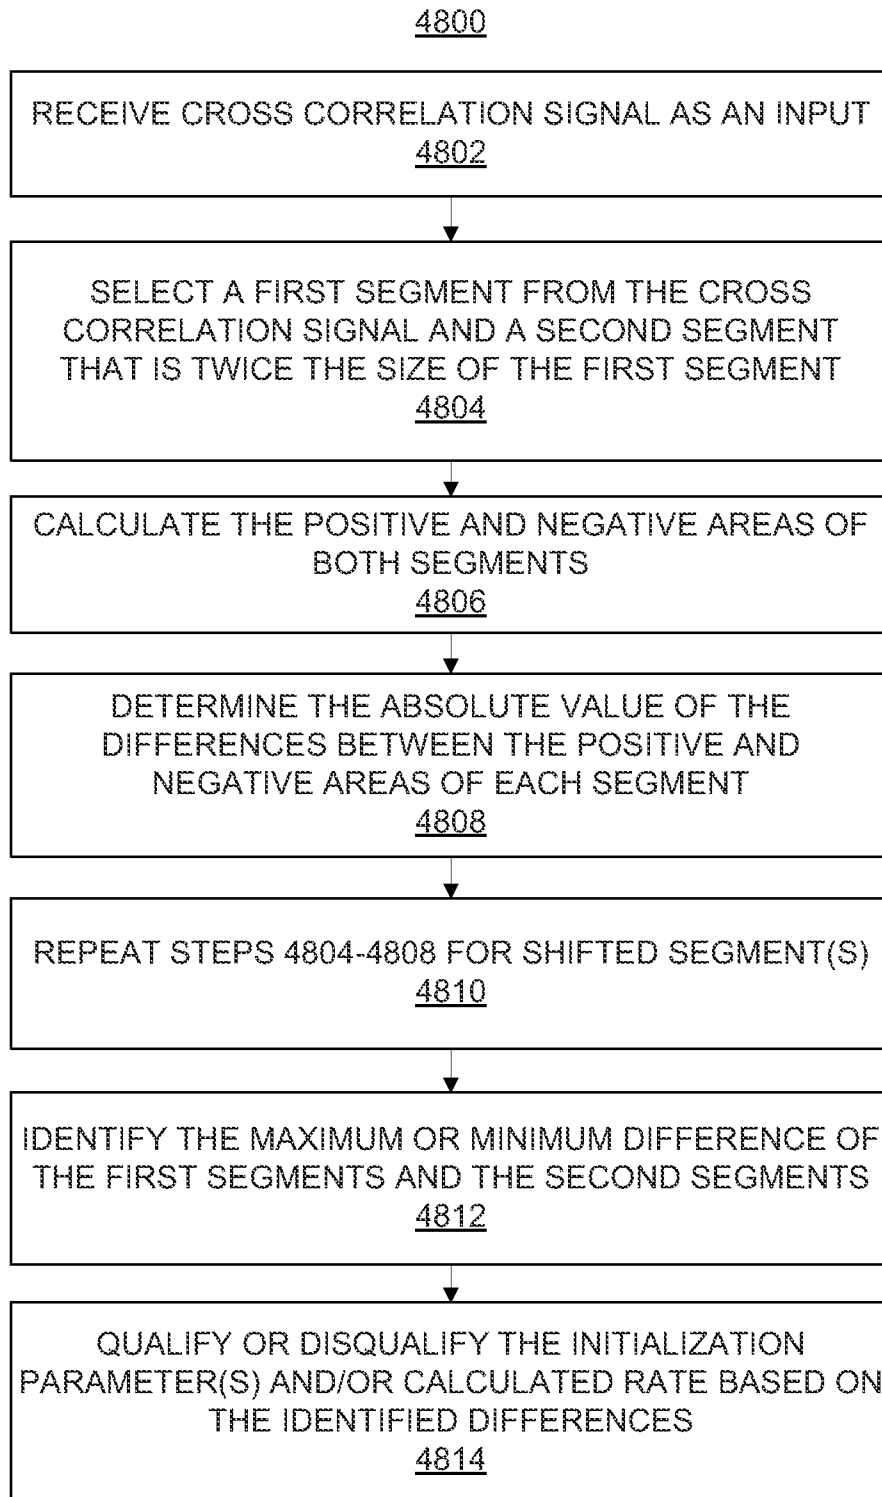 4800
RECEIVE CROSS CORRELATION SIGNAL AS AN INPUT
4802
SELECT A FIRST SEGMENT FROM THE CROSS
CORRELATION SIGNAL AND A SECOND SEGMENT
THAT IS TWICE THE SIZE OF THE FIRST SEGMENT
4804
CALCULATE THE POSITIVE AND NEGATIVE AREAS OF
BOTH SEGMENTS
4806
DETERMINE THE ABSOLUTE VALUE OF THE
DIFFERENCES BETWEEN THE POSITIVE AND
NEGATIVE AREAS OF EACH SEGMENT
4808
REPEAT STEPS 4804-4808 FOR SHIFTED SEGMENT(S)
4810
IDENTIFY THE MAXIMUM OR MINIMUM DIFFERENCE OF
THE FIRST SEGMENTS AND THE SECOND SEGMENTS
4812
QUALIFY OR DISQUALIFY THE INITIALIZATION
PARAMETER(S) AND/OR CALCULATED RATE BASED ON
THE IDENTIFIED DIFFERENCES
4814